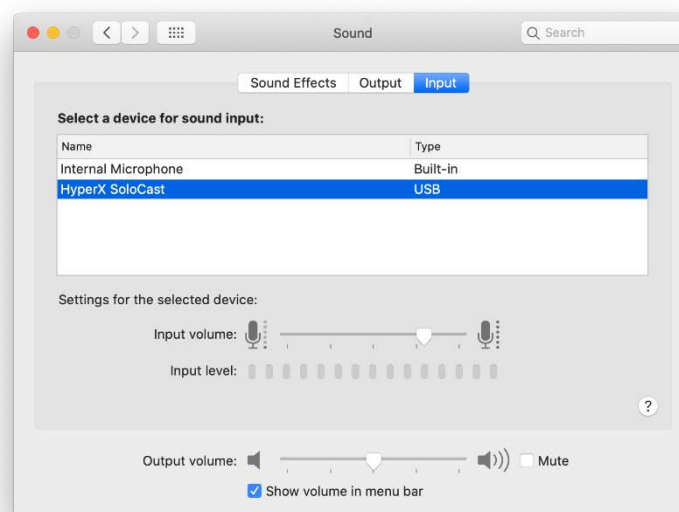 Sound
Search
Sound Effects Output Input
Select a device for sound input:
Name Type
Internal Microphone Built-in
HyperX SoloCast USB
Settings for the selected device:
Input volume:
Input level:
?
Output volume: Mute
Show volume in menu bar